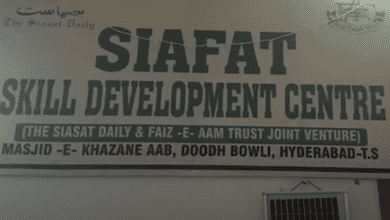 سیاست
The Siasat Daily
SIAFAT
SKILL DEVELOPMENT CENTRE
(THE SIASAT DAILY & FAIZ -E- AAM TRUST JOINT VENTURE)
MASJID -E- KHAZANE AAB, DOODH BOWLI, HYDERABAD-T.S